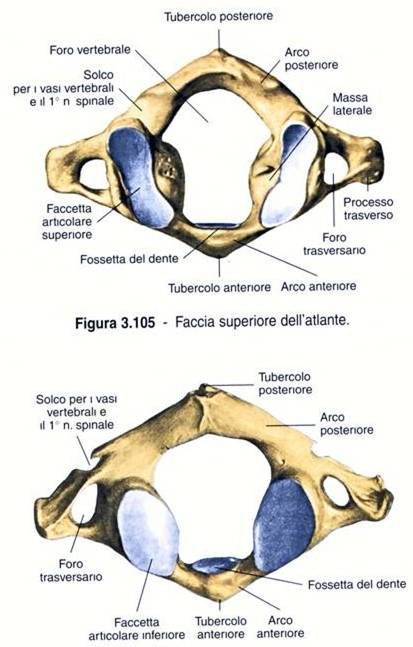 Tubercolo posteriore
Foro vertebrale
Arco
posteriore
Solco
per i vasi vertebrali
e il 1° n. spinale
Massa
laterale
Faccetta
articolare
superiore
Processo
trasverso
Foro
trasversario
Fossetta del dente
Tubercolo anteriore
Arco anteriore
Figura 3.105 - Faccia superiore dell'atlante.
Tubercolo
posteriore
Solco per i vasi
vertebrali e
il 1° n. spinale
Arco
posteriore
Foro
trasversario
Fossetta del dente
Faccetta
articolare inferiore
Tubercolo
anteriore
Arco
anteriore